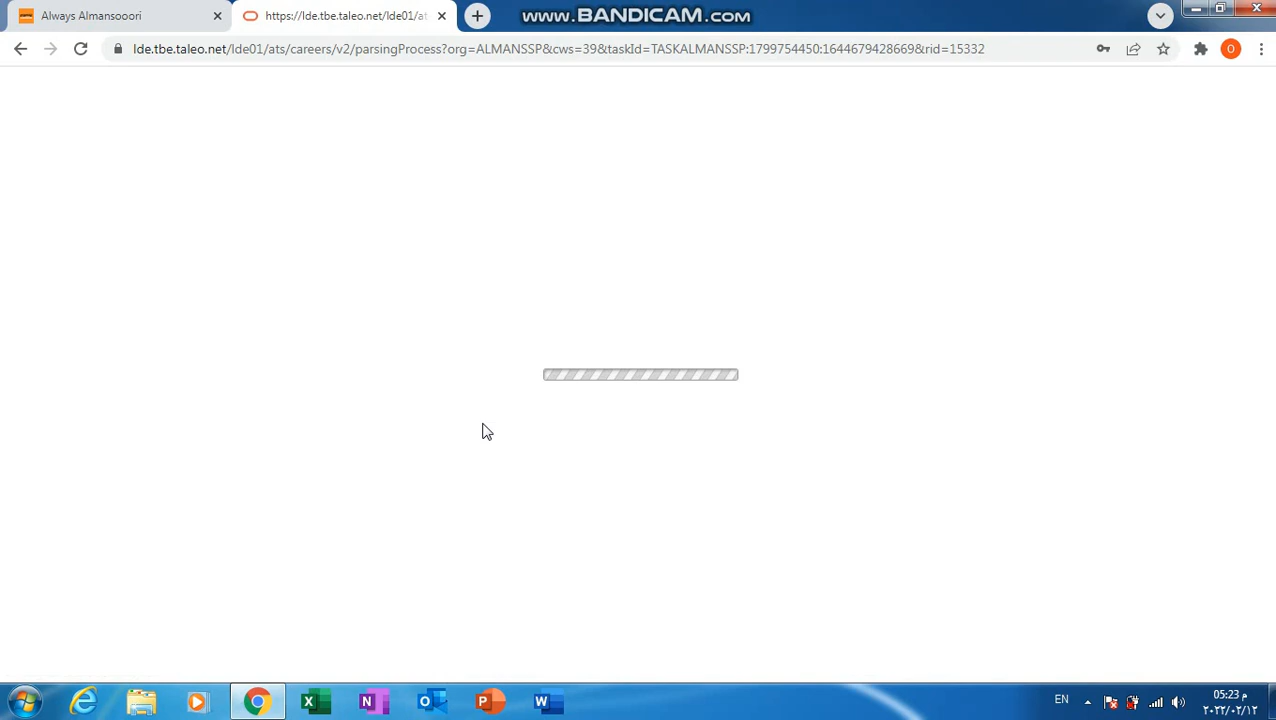 Always Almansooori
https://lde.tbe.taleo.net/lde01/at
WWW.BANDICAM.COM
lde.tbe.taleo.net/lde01/ats/careers/v2/parsingProcess?org=ALMANSSP&cws=39&taskId=TASKALMANSSP:1799754450:1644679428669&rid=15332
O
EN
05:23 م
٢٠٢٢/٠٢/١٢